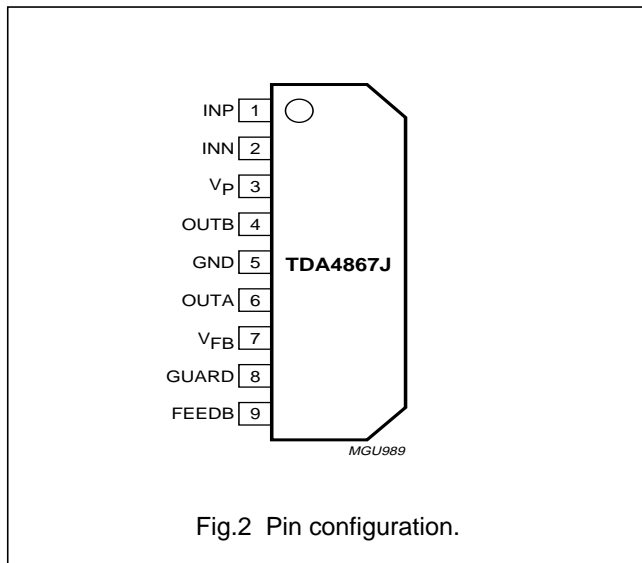 INP 1
INN 2
VP 3
OUTB 4
GND 5
TDA4867J
OUTA 6
VFB 7
GUARD 8
FEEDB 9
MGU989
Fig.2 Pin configuration.